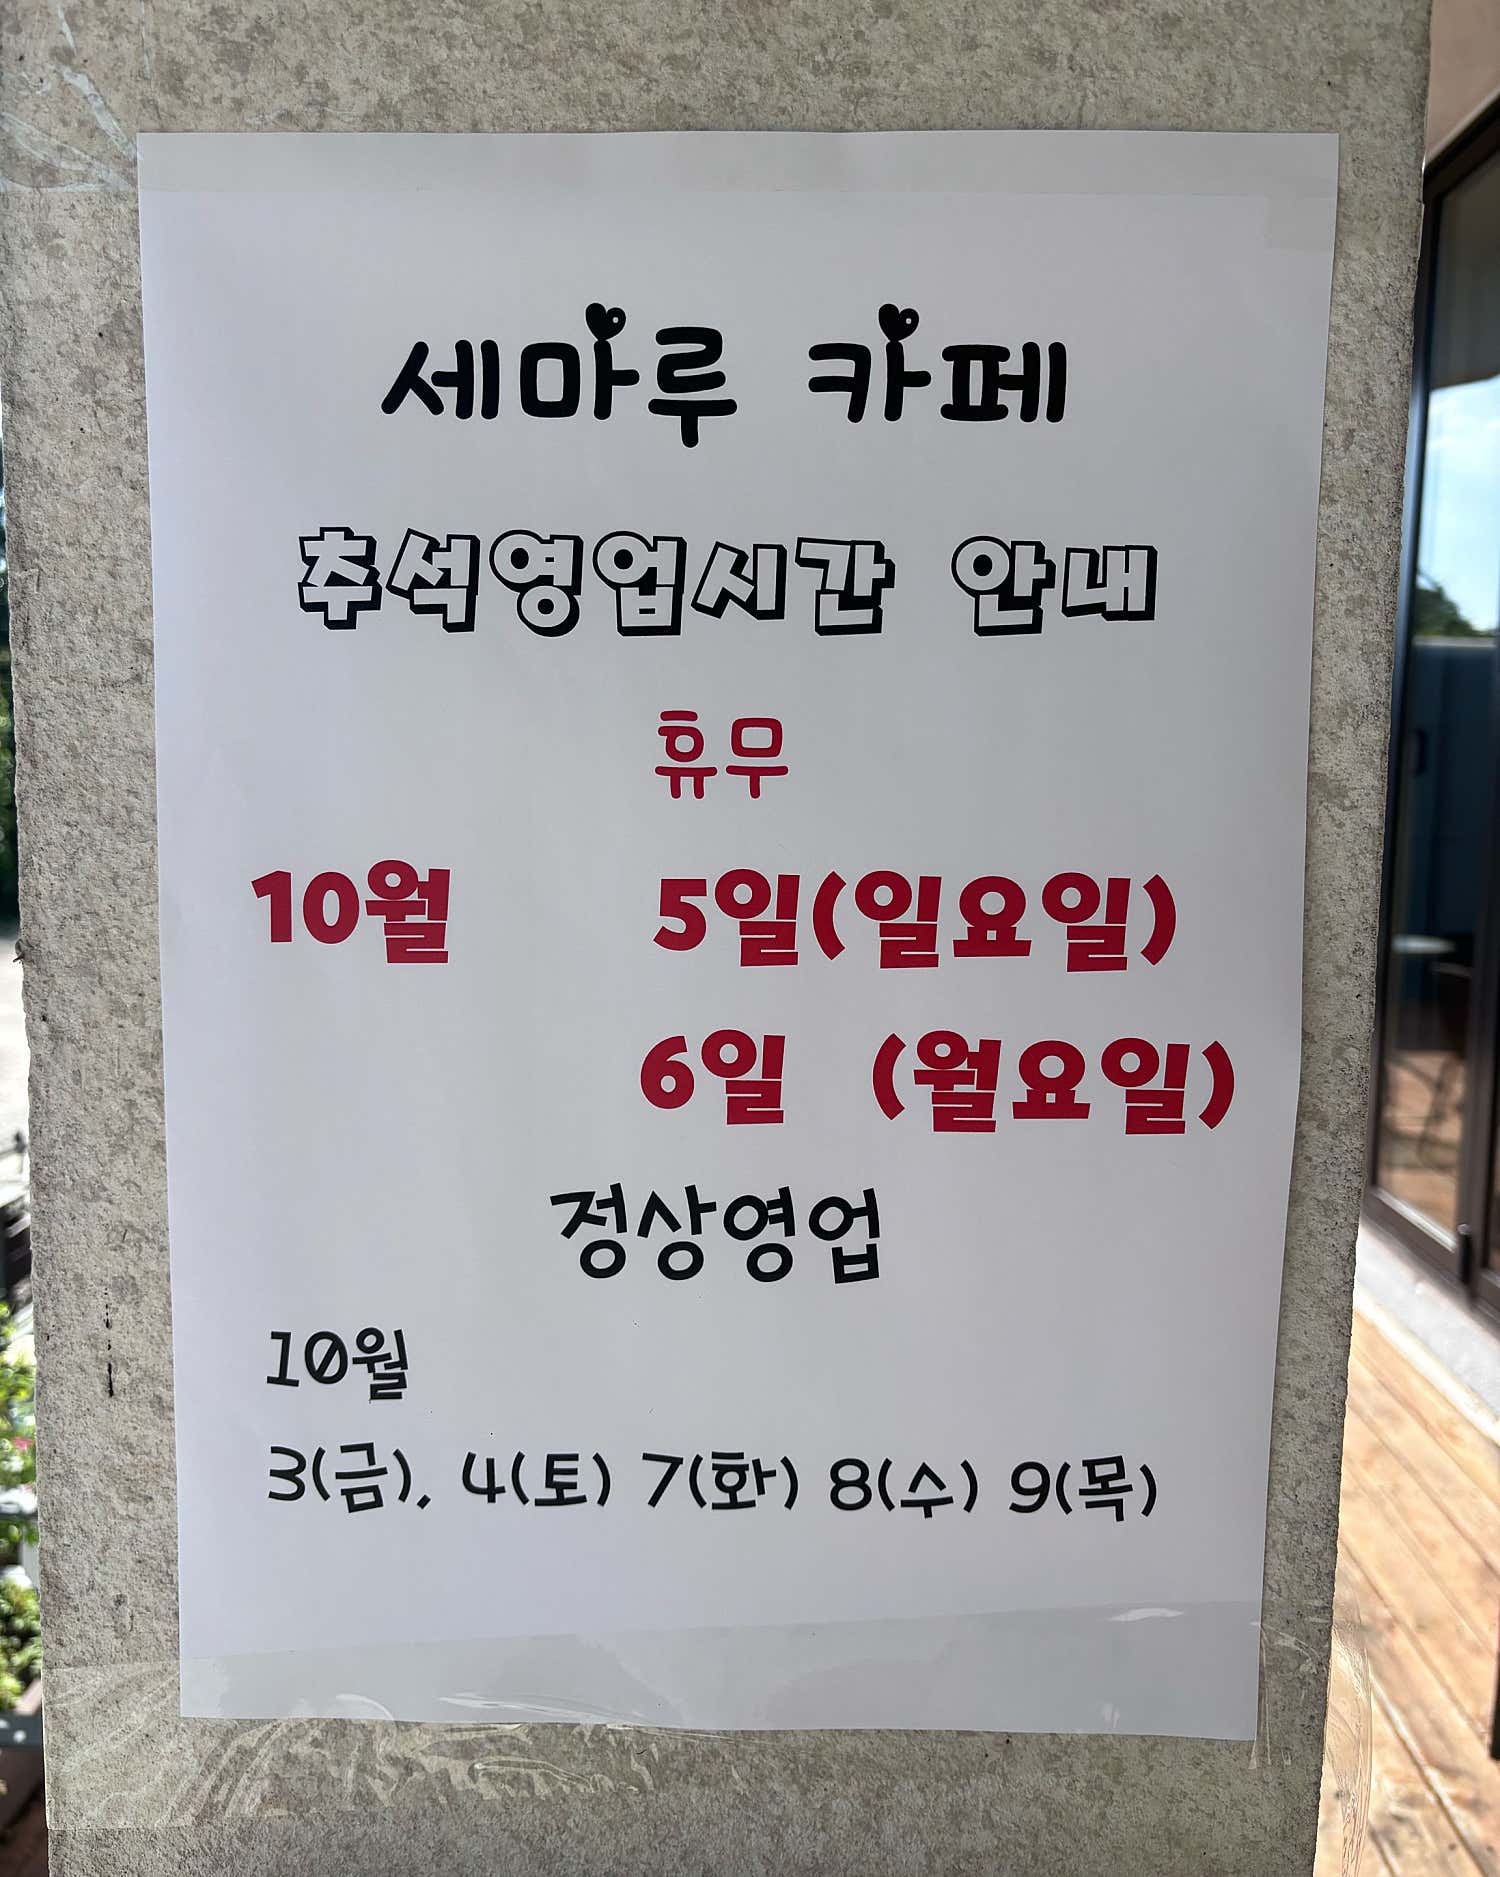 세마루 카페
추석영업시간 안내
휴무
10월 5일(일요일)
6일 (월요일)
정상영업
10월
3(금), 4(토) 7(화) 8(수) 9(목)